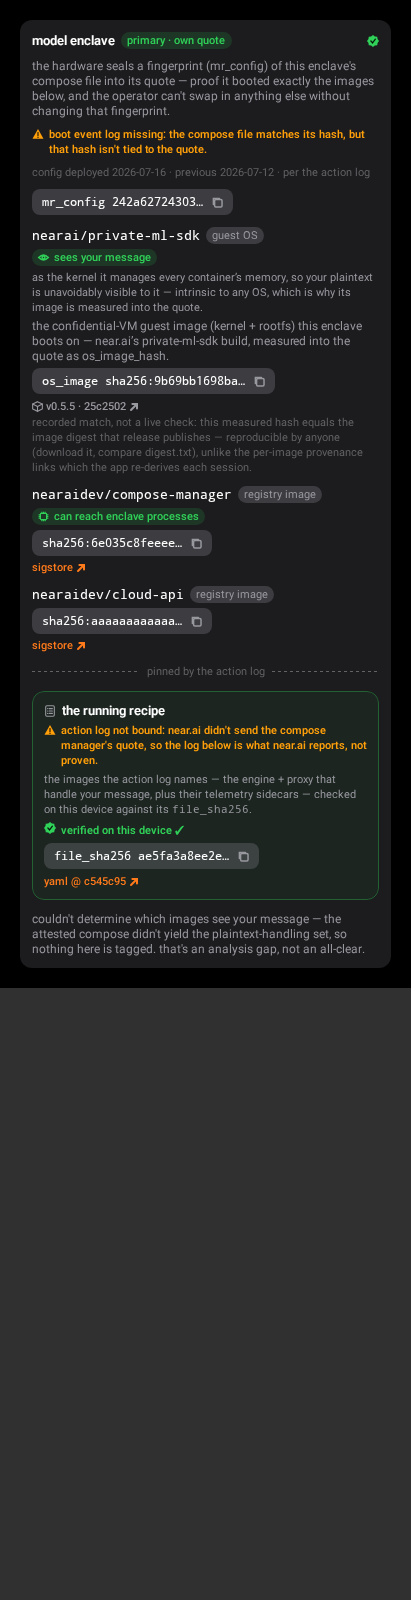 model enclave primary · own quote
the hardware seals a fingerprint (mr_config) of this enclave's
compose file into its quote — proof it booted exactly the images
below, and the operator can't swap in anything else without
changing that fingerprint.
boot event log missing: the compose file matches its hash, but
that hash isn't tied to the quote.
config deployed 2026-07-16 · previous 2026-07-12 · per the action log
mr_config 242a62724303…
nearai/private-ml-sdk guest OS
sees your message
as the kernel it manages every container's memory, so your plaintext
is unavoidably visible to it — intrinsic to any OS, which is why its
image is measured into the quote.
the confidential-VM guest image (kernel + rootfs) this enclave
boots on — near.ai's private-ml-sdk build, measured into the
quote as os_image_hash.
os_image sha256:9b69bb1698ba…
v0.5.5 · 25c2502
recorded match, not a live check: this measured hash equals the
image digest that release publishes — reproducible by anyone
(download it, compare digest.txt), unlike the per-image provenance
links which the app re-derives each session.
nearaidev/compose-manager registry image
can reach enclave processes
sha256:6e035c8feeee…
sigstore
nearaidev/cloud-api registry image
sha256:aaaaaaaaaaaa…
sigstore
pinned by the action log
the running recipe
action log not bound: near.ai didn't send the compose
manager's quote, so the log below is what near.ai reports, not
proven.
the images the action log names — the engine + proxy that
handle your message, plus their telemetry sidecars — checked
on this device against its file_sha256.
verified on this device ✓
file_sha256 ae5fa3a8ee2e…
yaml @ c545c95
couldn't determine which images see your message — the
attested compose didn't yield the plaintext-handling set, so
nothing here is tagged. that's an analysis gap, not an all-clear.